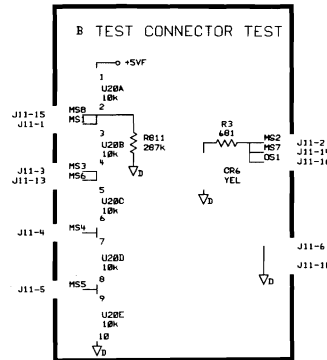 B TEST CONNECTOR TEST
+5VF
1
U20A
10k
2
MS8
MS1
J11-15
J11-1
R811
287k
D
3
U20B
10k
4
MS3
MS6
J11-3
J11-13
5
U20C
10k
6
MS4
J11-4
7
U20D
10k
8
MS5
J11-5
9
U20E
10k
10
D
R3
681
MS2
MS7
OS1
J11-2
CR6
YEL
D
J11-6
D